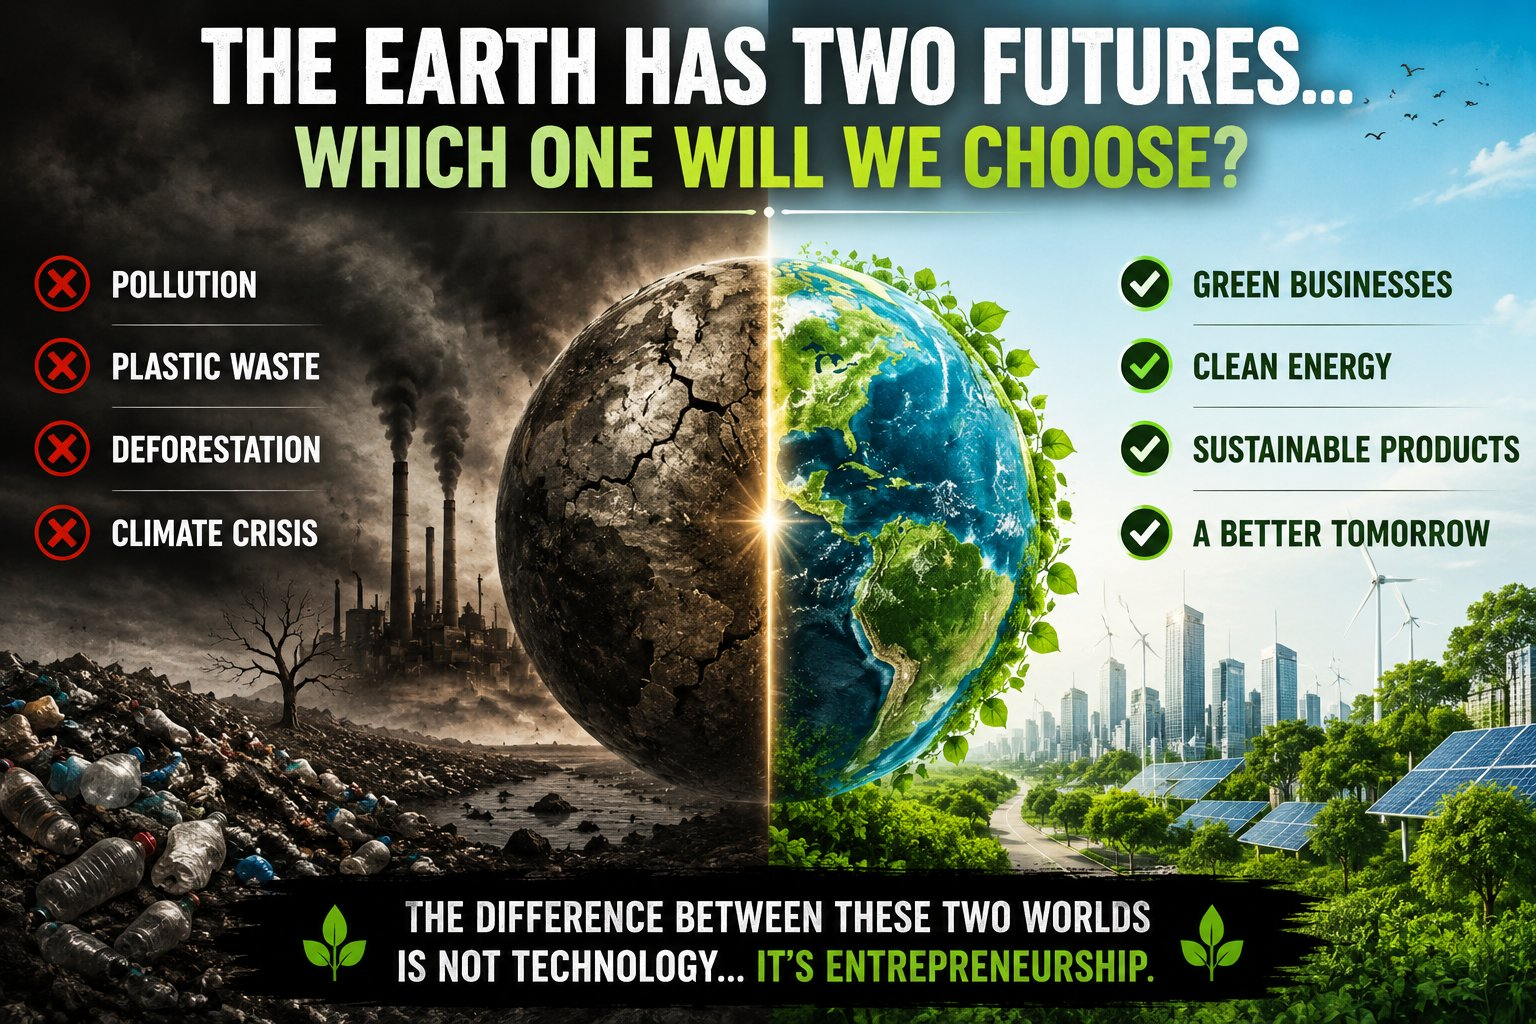 THE EARTH HAS TWO FUTURES...
WHICH ONE WILL WE CHOOSE?
POLLUTION
PLASTIC WASTE
DEFORESTATION
CLIMATE CRISIS
GREEN BUSINESSES
CLEAN ENERGY
SUSTAINABLE PRODUCTS
A BETTER TOMORROW
THE DIFFERENCE BETWEEN THESE TWO WORLDS
IS NOT TECHNOLOGY... IT'S ENTREPRENEURSHIP.